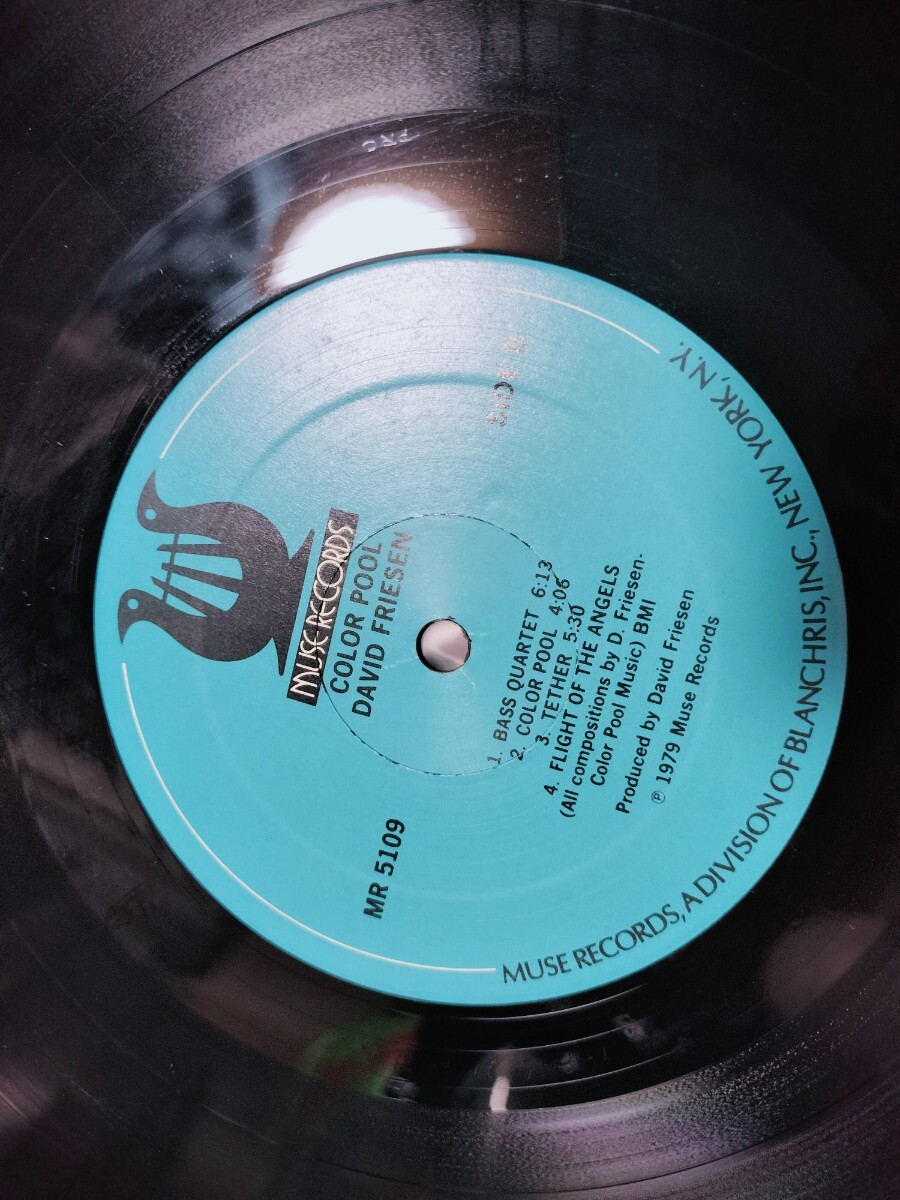 MUSE RECORDS
COLOR POOL
DAVID FRIESEN
MR 5109
SIDE B
1. BASS QUARTET 6:13
2. COLOR POOL 4:06
3. TETHER 5:30
4. FLIGHT OF THE ANGELS
(All compositions by D. Friesen-
Color Pool Music) BMI
Produced by David Friesen
℗ 1979 Muse Records
MUSE RECORDS, A DIVISION OF BLANCHRIS, INC., NEW YORK, N.Y.
PRC